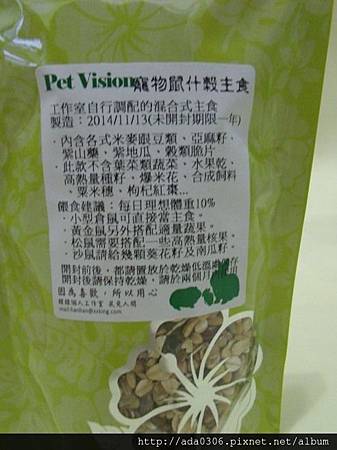 Pet Vision寵物鼠什穀主食
工作室自行調配的混合式主食
製造：2014/11/13(未開封期限一年)
·內含各式米麥跟豆類、亞麻籽、
紫山藥、紫地瓜、穀類脆片
·此款不含葉菜類蔬菜、水果乾、
高熱量種籽、爆米花、合成飼料
、粟米穗、枸杞紅棗...
餵食建議：每日理想體重10%
·小型倉鼠可直接當主食。
·黃金鼠另外搭配適量蔬果。
·松鼠需要搭配一些高熱量核果。
·沙鼠請給幾顆葵花籽及南瓜籽。
開封前後，都請置放於乾燥低溫處
開封後請保持乾燥，請於兩個月
因為喜歡，所以用心
http://ada0306.pixnet.net/album